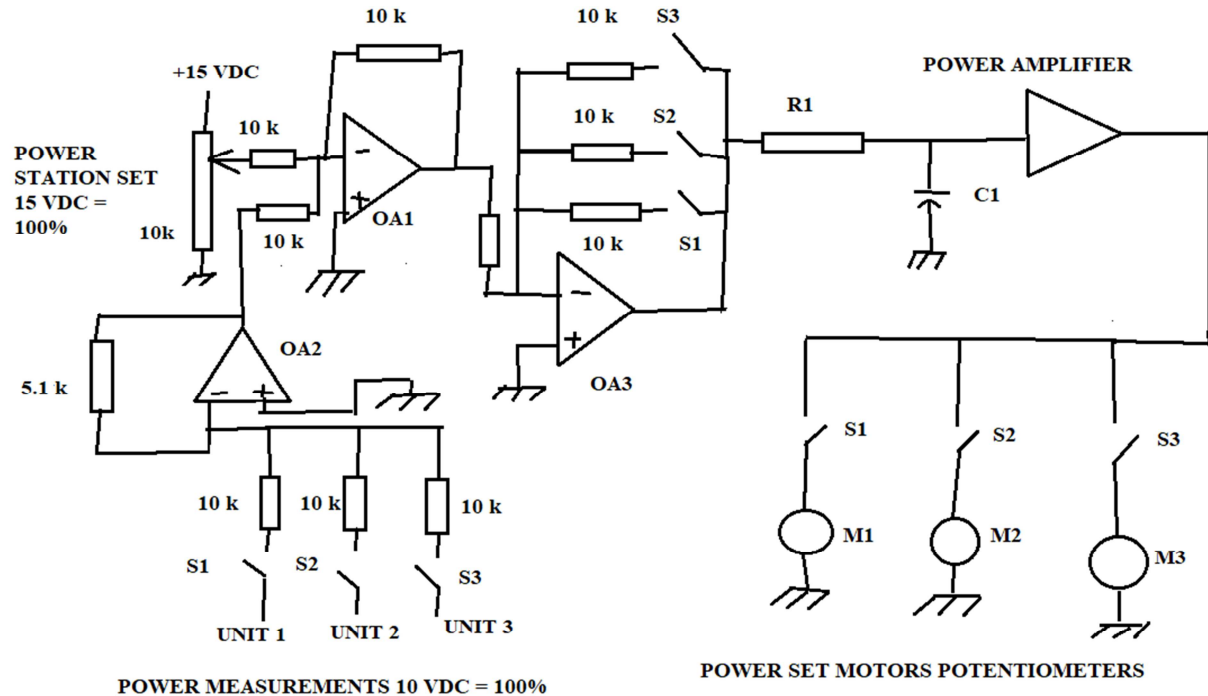 10 k
10 k
S3
+15 VDC
POWER AMPLIFIER
10 k
10 k
S2
R1
POWER
STATION SET
15 VDC =
100%
-
+
OA1
C1
10k
10 k
10 k
S1
-
+
OA2
OA3
5.1 k
-
+
S1
S2
S3
10 k
10 k
10 k
M1
M2
M3
S1
S2
S3
UNIT 1
UNIT 2
UNIT 3
POWER SET MOTORS POTENTIOMETERS
POWER MEASUREMENTS 10 VDC = 100%